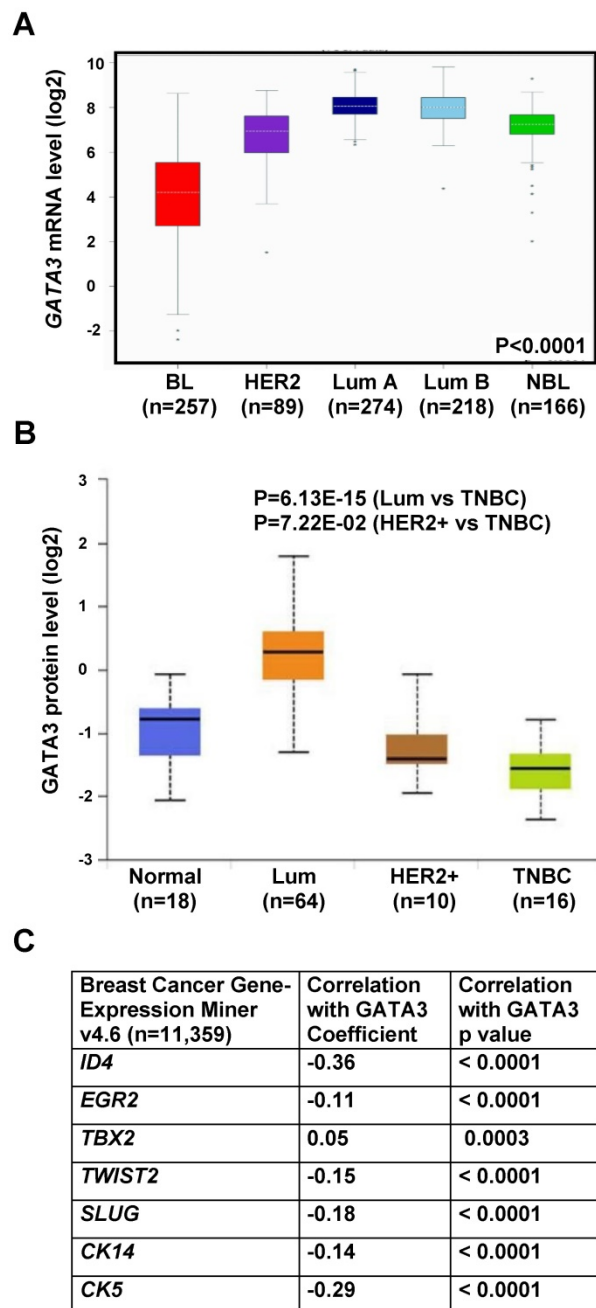 A
GATA3 mRNA level (log2)
10
8
6
4
2
0
-2
P<0.0001
BL HER2 Lum A Lum B NBL
(n=257) (n=89) (n=274) (n=218) (n=166)
B
GATA3 protein level (log2)
3
2
1
0
-1
-2
-3
P=6.13E-15 (Lum vs TNBC)
P=7.22E-02 (HER2+ vs TNBC)
Normal Lum HER2+ TNBC
(n=18) (n=64) (n=10) (n=16)
C
Breast Cancer Gene- Correlation Correlation
Expression Miner with GATA3 with GATA3
v4.6 (n=11,359) Coefficient p value
ID4 -0.36 < 0.0001
EGR2 -0.11 < 0.0001
TBX2 0.05 0.0003
TWIST2 -0.15 < 0.0001
SLUG -0.18 < 0.0001
CK14 -0.14 < 0.0001
CK5 -0.29 < 0.0001